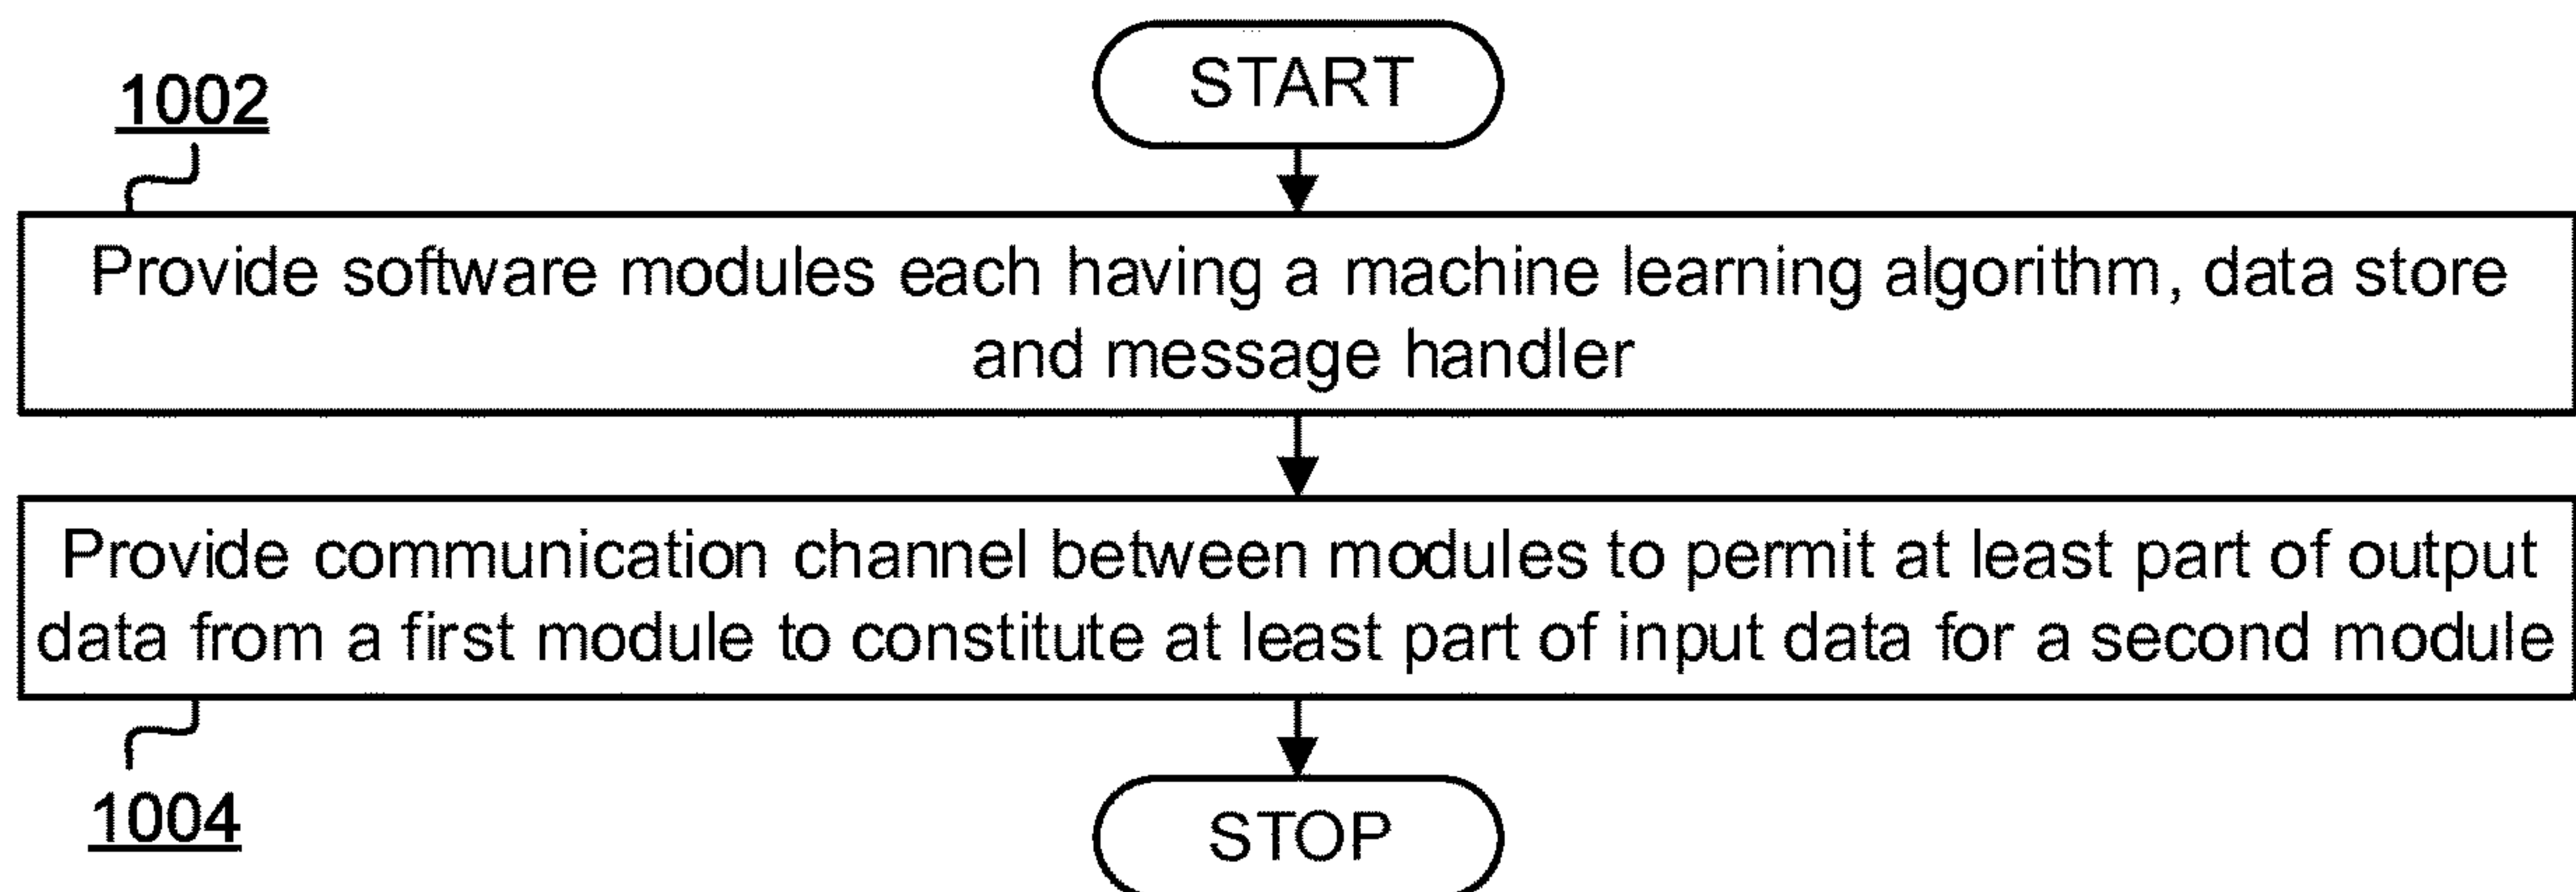 START
1002
Provide software modules each having a machine learning algorithm, data store
and message handler
Provide communication channel between modules to permit at least part of output
data from a first module to constitute at least part of input data for a second module
1004
STOP